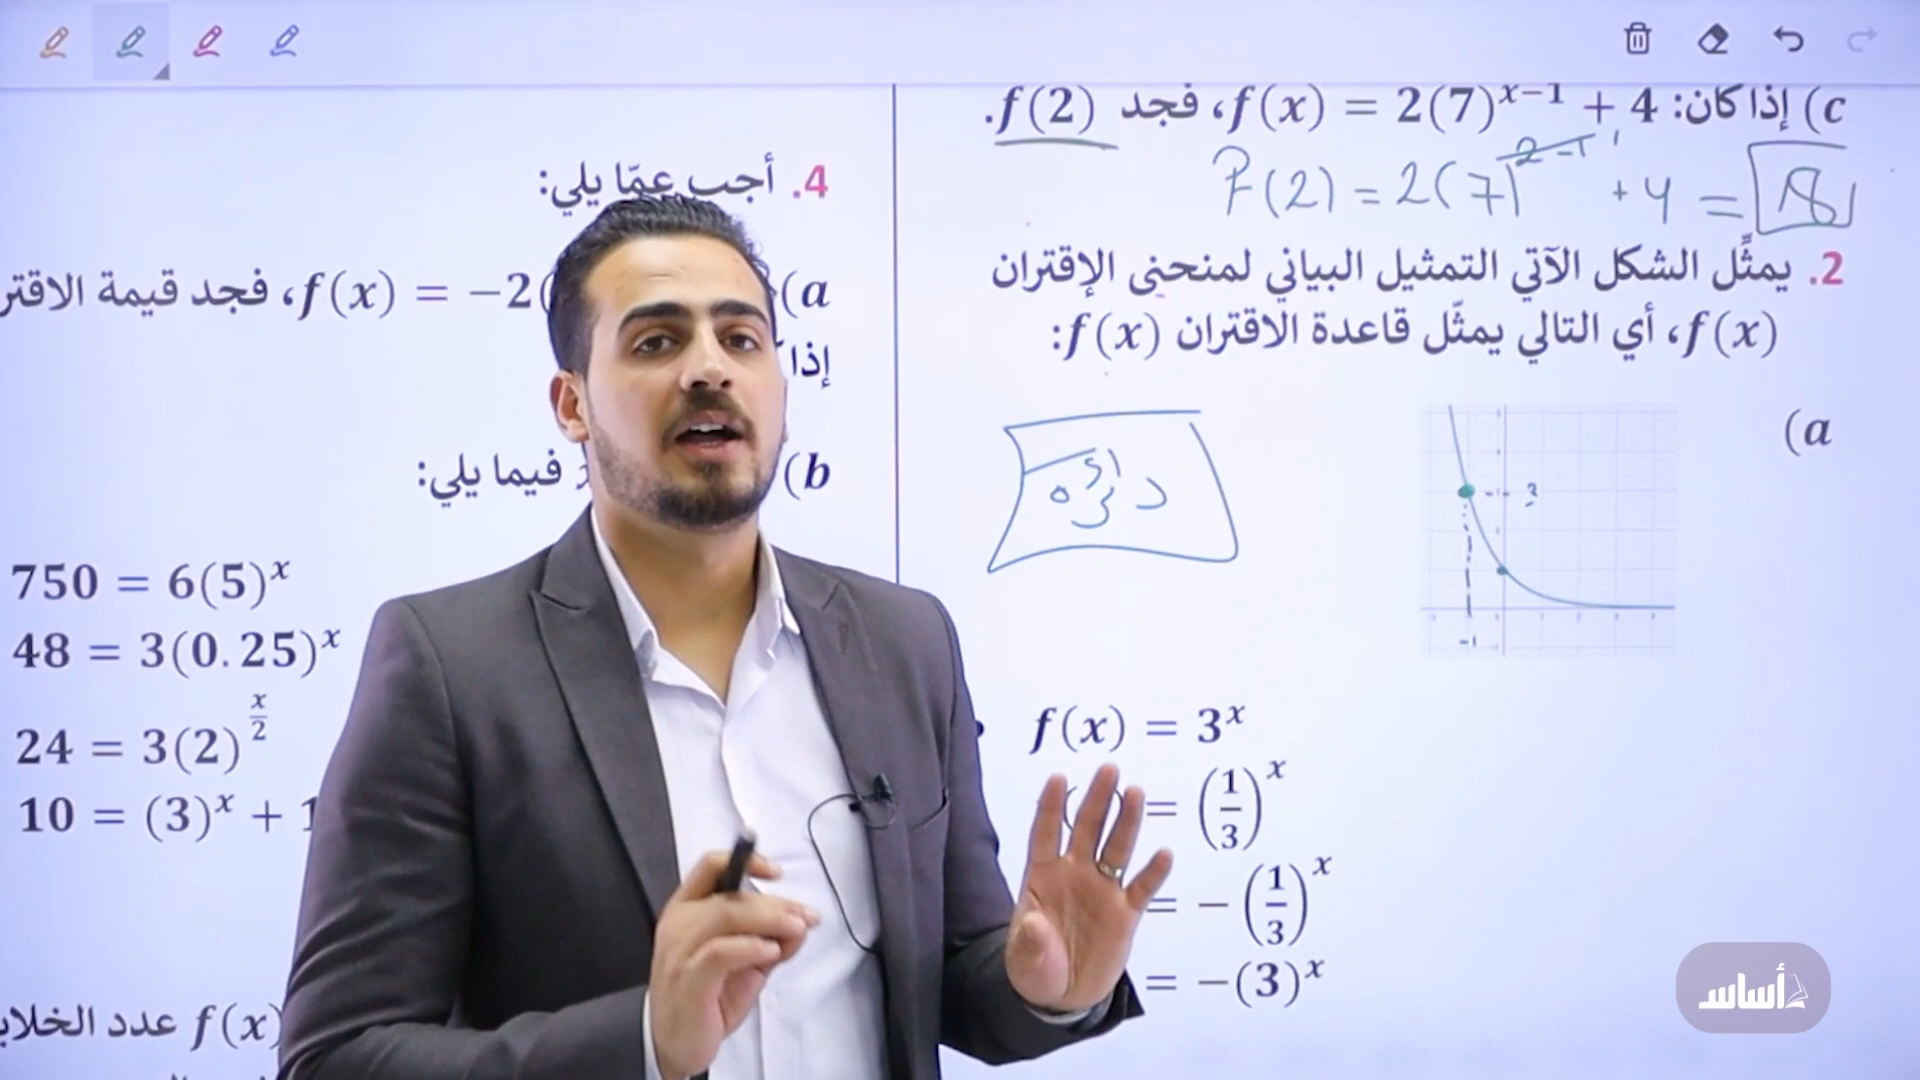 c) إذا كان: f(x) = 2(7)^{x−1} + 4، فجد f(2).
F(2) = 2(7)^{2-1} + 4 = 18
2. يمثّل الشكل الآتي التمثيل البياني لمنحنى الإقتران
f(x)، أي التالي يمثّل قاعدة الاقتران f(x):
a)
3
-1
f(x) = 3^x
= (1/3)^x
= −(1/3)^x
= −(3)^x
4. أجب عمّا يلي:
a) f(x) = −2(، فجد قيمة
إذا
b) فيما يلي:
750 = 6(5)^x
48 = 3(0.25)^x
24 = 3(2)^{x/2}
10 = (3)^x + 1
f(x) عدد
أساس